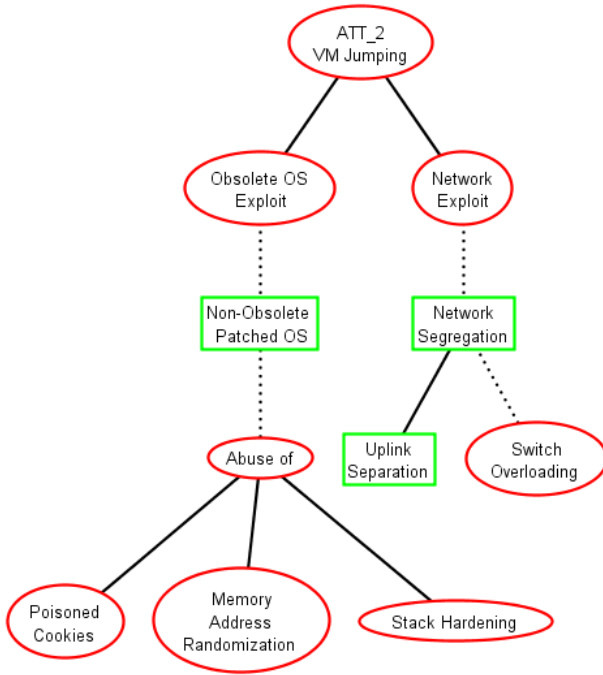 ATT_2
VM Jumping
Obsolete OS
Exploit
Network
Exploit
Non-Obsolete
Patched OS
Network
Segregation
Abuse of
Uplink
Separation
Switch
Overloading
Poisoned
Cookies
Memory
Address
Randomization
Stack Hardening